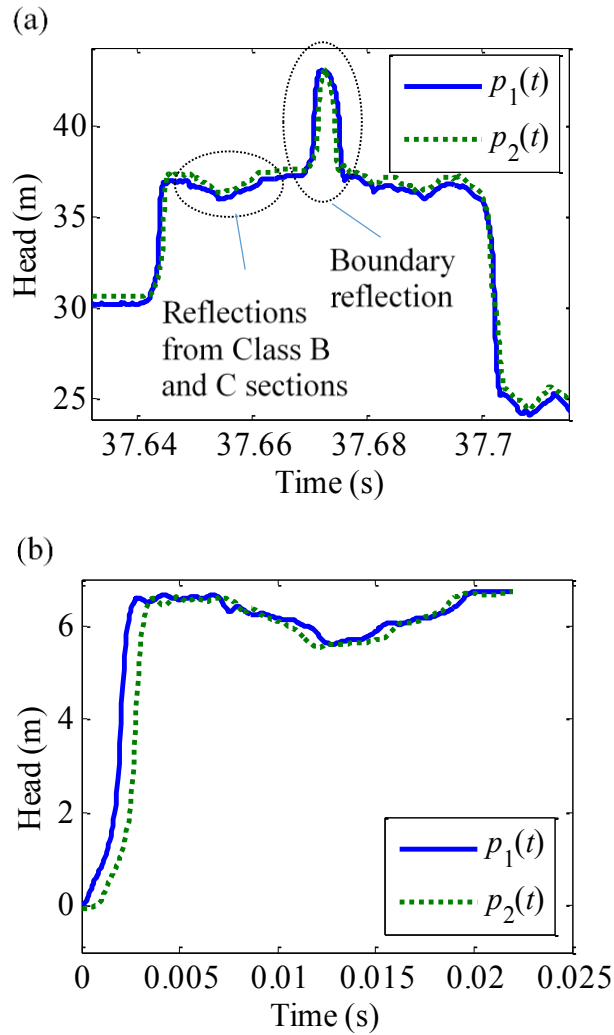 (a)
Head (m)
40
35
30
25
p1(t)
p2(t)
Reflections
from Class B
and C sections
Boundary
reflection
37.64 37.66 37.68 37.7
Time (s)
(b)
Head (m)
6
4
2
0
p1(t)
p2(t)
0 0.005 0.01 0.015 0.02 0.025
Time (s)